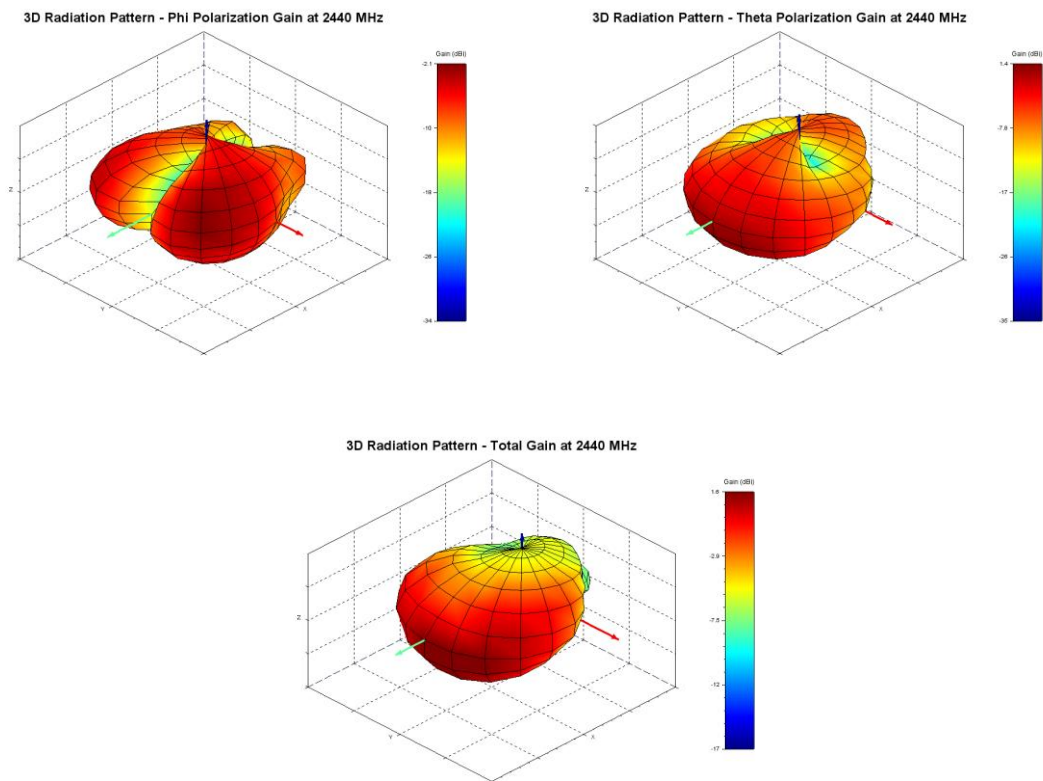 3D Radiation Pattern - Phi Polarization Gain at 2440 MHz
Gain (dBi)
-2.1
-10
-18
-26
-34
Z
Y
X
3D Radiation Pattern - Theta Polarization Gain at 2440 MHz
Gain (dBi)
1.4
-7.8
-17
-26
-35
Z
Y
X
3D Radiation Pattern - Total Gain at 2440 MHz
Gain (dBi)
1.6
-2.9
-7.5
-12
-17
Z
Y
X